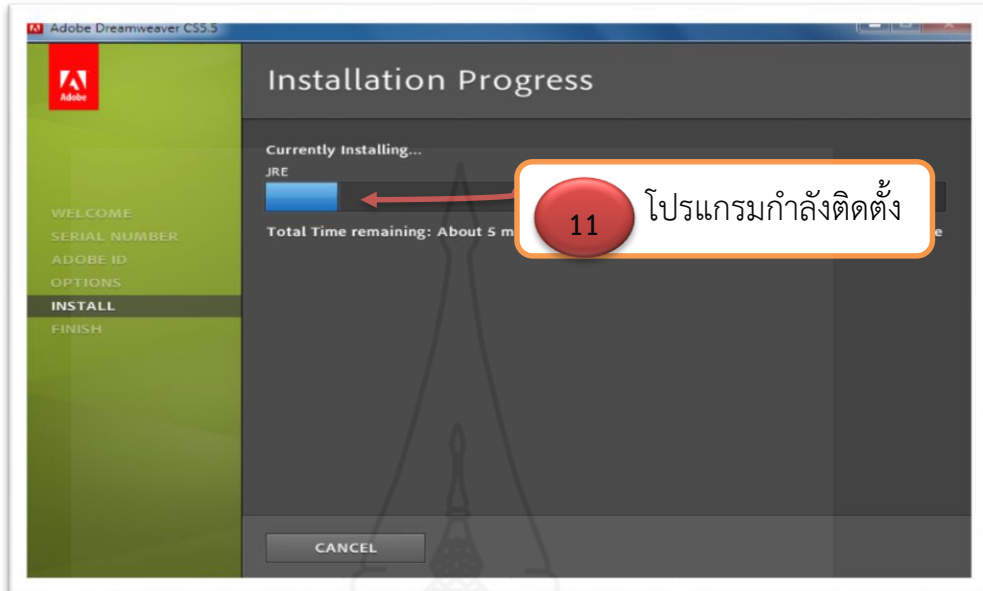 Adobe Dreamweaver CS5.5
Adobe
Installation Progress
Currently Installing...
JRE
11
โปรแกรมกำลังติดตั้ง
Total Time remaining: About 5 m
WELCOME
SERIAL NUMBER
ADOBE ID
OPTIONS
INSTALL
FINISH
CANCEL